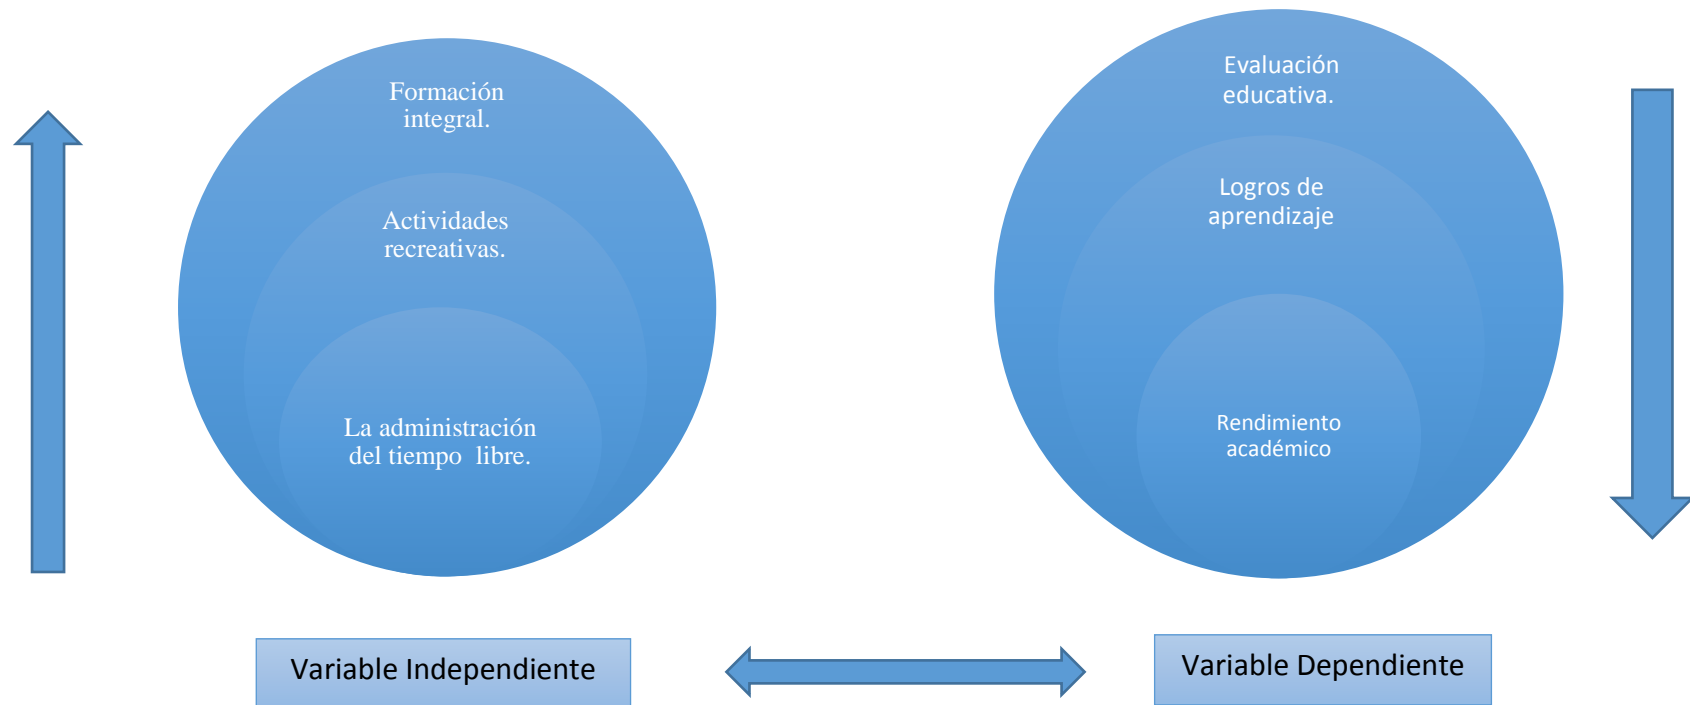 Formación
integral.
Actividades
recreativas.
La administración
del tiempo  libre.
Evaluación
educativa.
Logros de
aprendizaje
Rendimiento
académico
Variable Independiente
Variable Dependiente